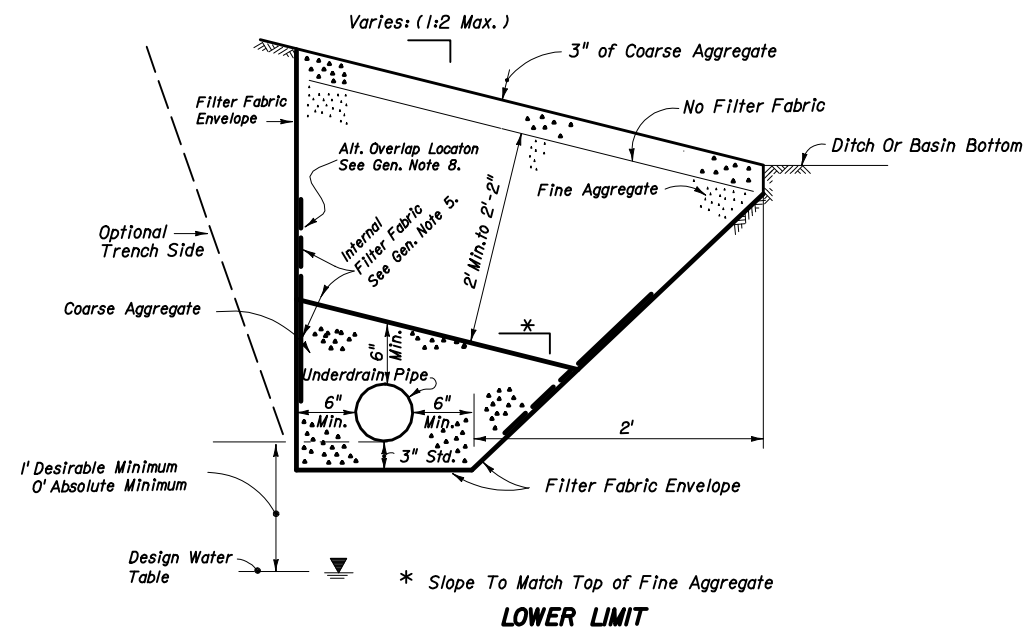 Varies: (1:2 Max.)
3" of Coarse Aggregate
Filter Fabric
Envelope
No Filter Fabric
Ditch Or Basin Bottom
Alt. Overlap Locaton
See Gen. Note 8.
Fine Aggregate
2' Min.to 2'-2"
Internal
Filter Fabric
See Gen. Note 5.
Optional
Trench Side
Coarse Aggregate
*
6"
Min.
Underdrain Pipe
6"
Min.
6"
Min.
2'
3" Std.
1' Desirable Minimum
0' Absolute Minimum
Filter Fabric Envelope
Design Water
Table
* Slope To Match Top of Fine Aggregate
LOWER LIMIT